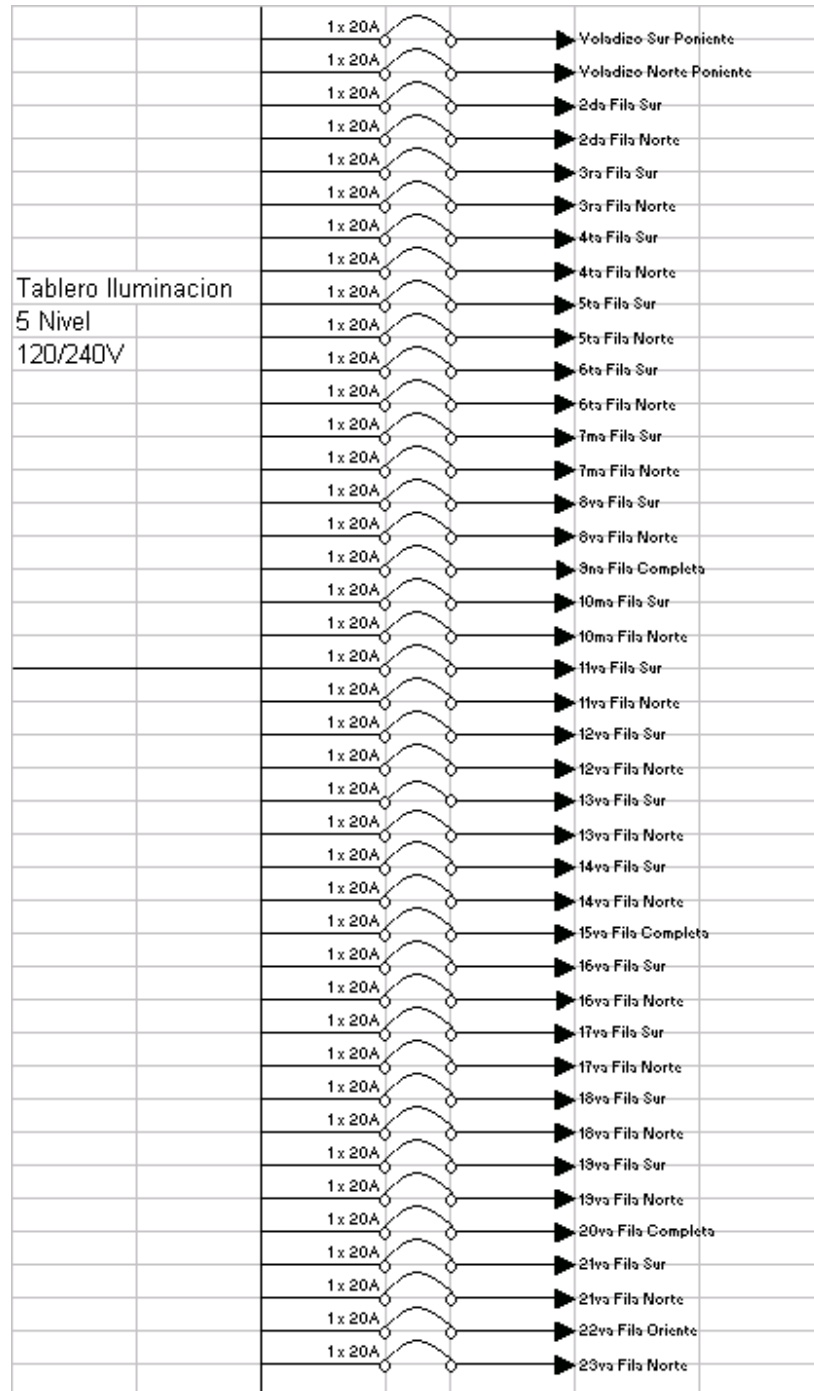 1 x 20A
Voladizo Sur Poniente
1 x 20A
Voladizo Norte Poniente
1 x 20A
2da Fila Sur
1 x 20A
2da Fila Norte
1 x 20A
3ra Fila Sur
1 x 20A
3ra Fila Norte
1 x 20A
4ta Fila Sur
1 x 20A
4ta Fila Norte
Tablero Iluminacion
5 Nivel
120/240V
1 x 20A
5ta Fila Sur
1 x 20A
5ta Fila Norte
1 x 20A
6ta Fila Sur
1 x 20A
6ta Fila Norte
1 x 20A
7ma Fila Sur
1 x 20A
7ma Fila Norte
1 x 20A
8va Fila Sur
1 x 20A
8va Fila Norte
1 x 20A
9na Fila Completa
1 x 20A
10ma Fila Sur
1 x 20A
10ma Fila Norte
1 x 20A
11va Fila Sur
1 x 20A
11va Fila Norte
1 x 20A
12va Fila Sur
1 x 20A
12va Fila Norte
1 x 20A
13va Fila Sur
1 x 20A
13va Fila Norte
1 x 20A
14va Fila Sur
1 x 20A
14va Fila Norte
1 x 20A
15va Fila Completa
1 x 20A
16va Fila Sur
1 x 20A
16va Fila Norte
1 x 20A
17va Fila Sur
1 x 20A
17va Fila Norte
1 x 20A
18va Fila Sur
1 x 20A
18va Fila Norte
1 x 20A
19va Fila Sur
1 x 20A
19va Fila Norte
1 x 20A
20va Fila Completa
1 x 20A
21va Fila Sur
1 x 20A
21va Fila Norte
1 x 20A
22va Fila Oriente
1 x 20A
23va Fila Norte